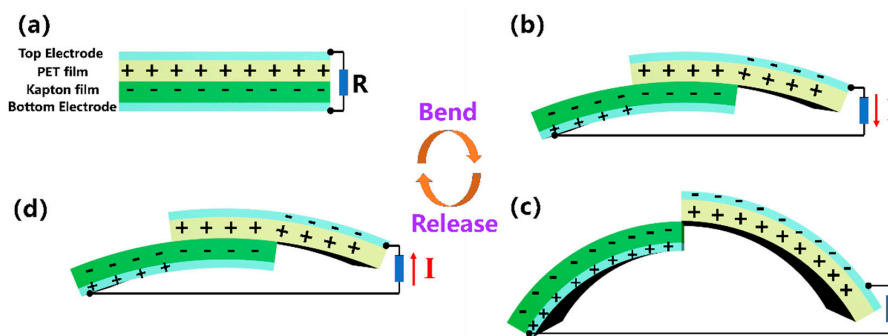 (a)
Top Electrode
PET film
Kapton film
Bottom Electrode
+ + + + + + + + +
- - - - - - - - -
R
(b)
Bend
Release
(d)
I
(c)